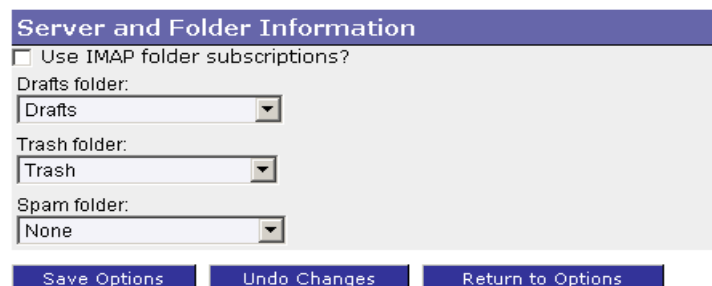 Server and Folder Information
Use IMAP folder subscriptions?
Drafts folder:
Drafts
Trash folder:
Trash
Spam folder:
None
Save Options Undo Changes Return to Options